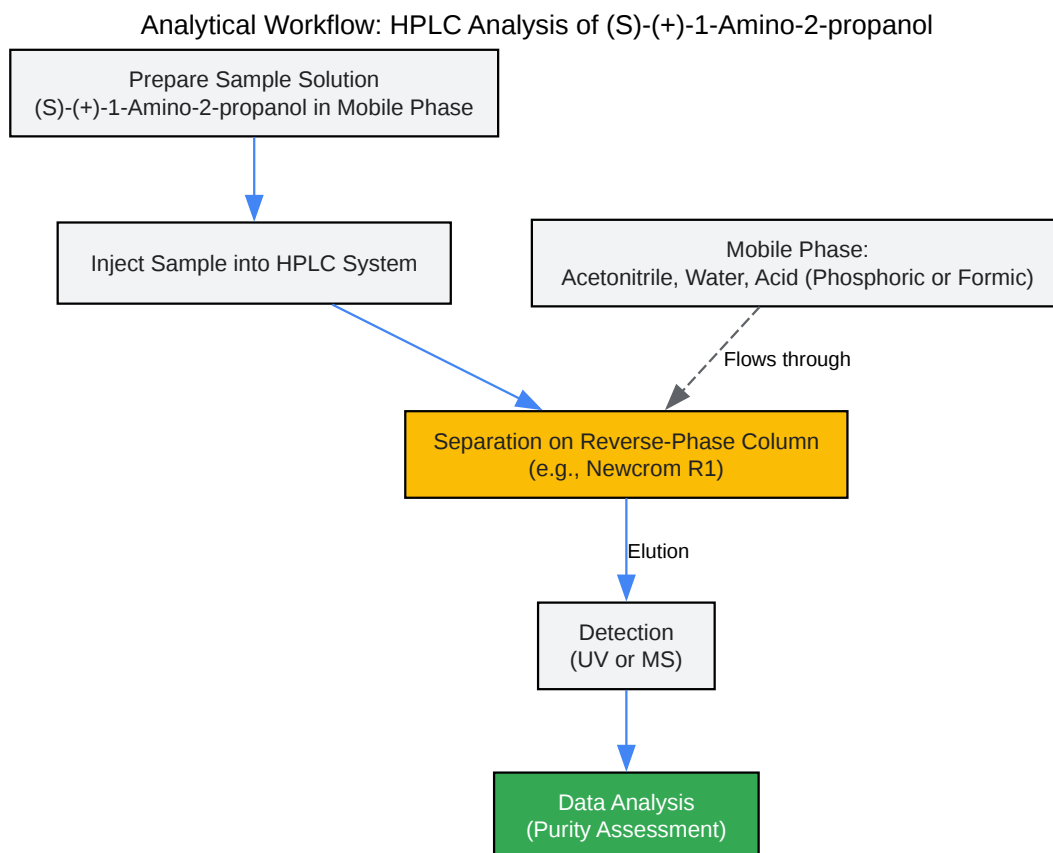 Analytical Workflow: HPLC Analysis of (S)-(+)-1-Amino-2-propanol
Prepare Sample Solution
(S)-(+)-1-Amino-2-propanol in Mobile Phase
Inject Sample into HPLC System
Mobile Phase:
Acetonitrile, Water, Acid (Phosphoric or Formic)
Flows through
Separation on Reverse-Phase Column
(e.g., Newcrom R1)
Elution
Detection
(UV or MS)
Data Analysis
(Purity Assessment)